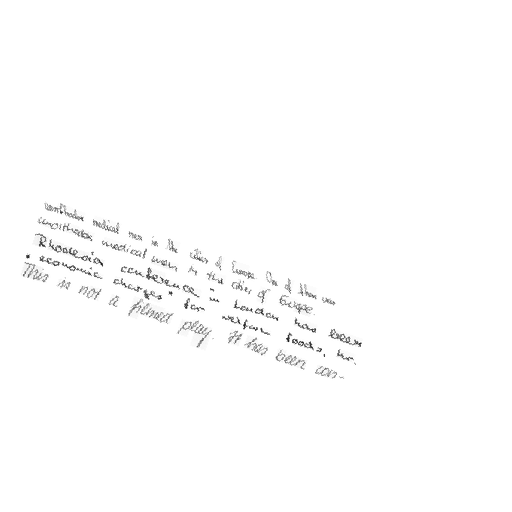 unorthodox medical men in the cities of Europe. One of them was
unorthodox medical men in the cities of Europe.
Rhodesia conference in London has been
" economic charges " for welfare foods, Mr.
This is not a filmed play. It has been con-